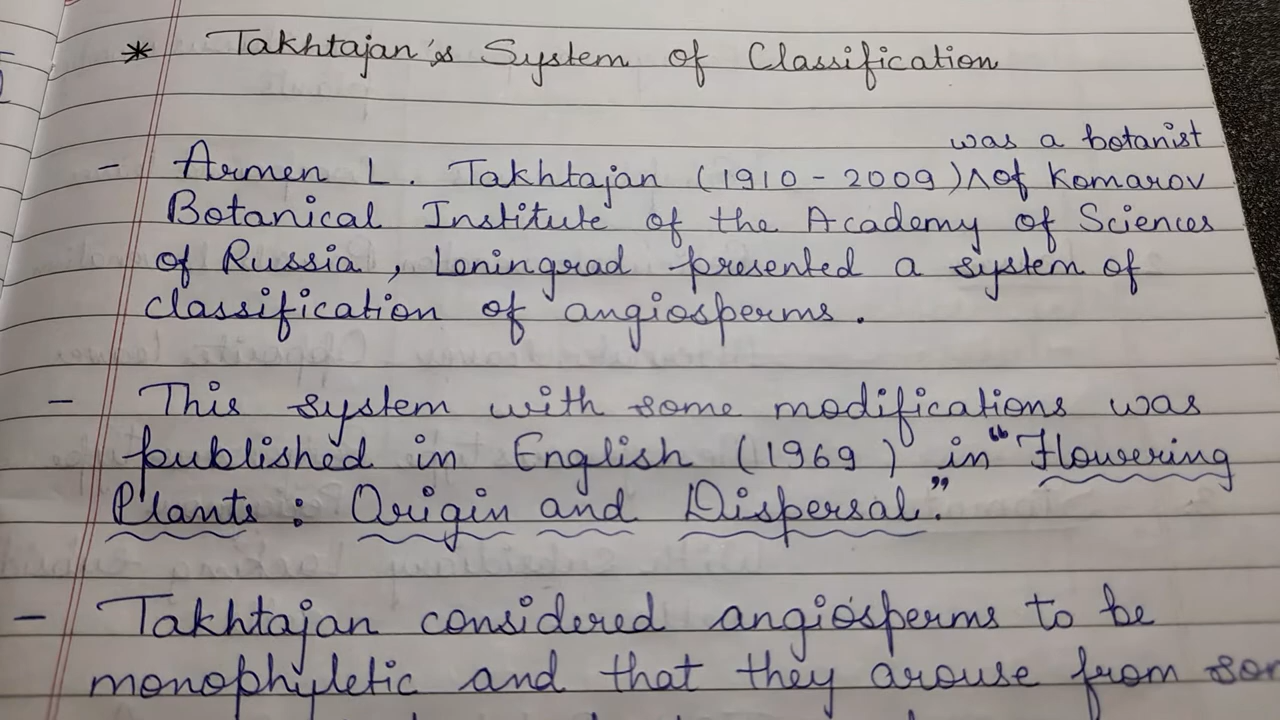 * Takhtajan's System of Classification
was a botanist
- Armen L. Takhtajan (1910 - 2009) ^ of Komarov
Botanical Institute of the Academy of Sciences
of Russia, Leningrad presented a system of
classification of angiosperms.
- This system with some modifications was
published in English (1969) in "Flowering
Plants : Origin and Dispersal."
- Takhtajan considered angiosperms to be
monophyletic and that they arouse from